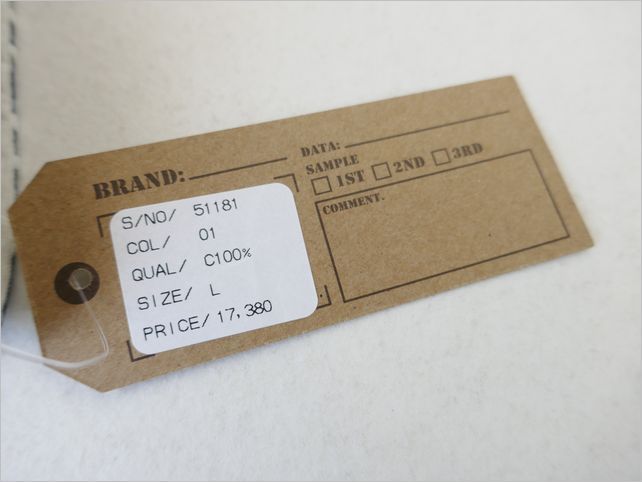 BRAND:
S/NO/ 51181
COL/ 01
QUAL/ C100%
SIZE/ L
PRICE/ 17,380
DATA:
SAMPLE
1ST 2ND 3RD
COMMENT.